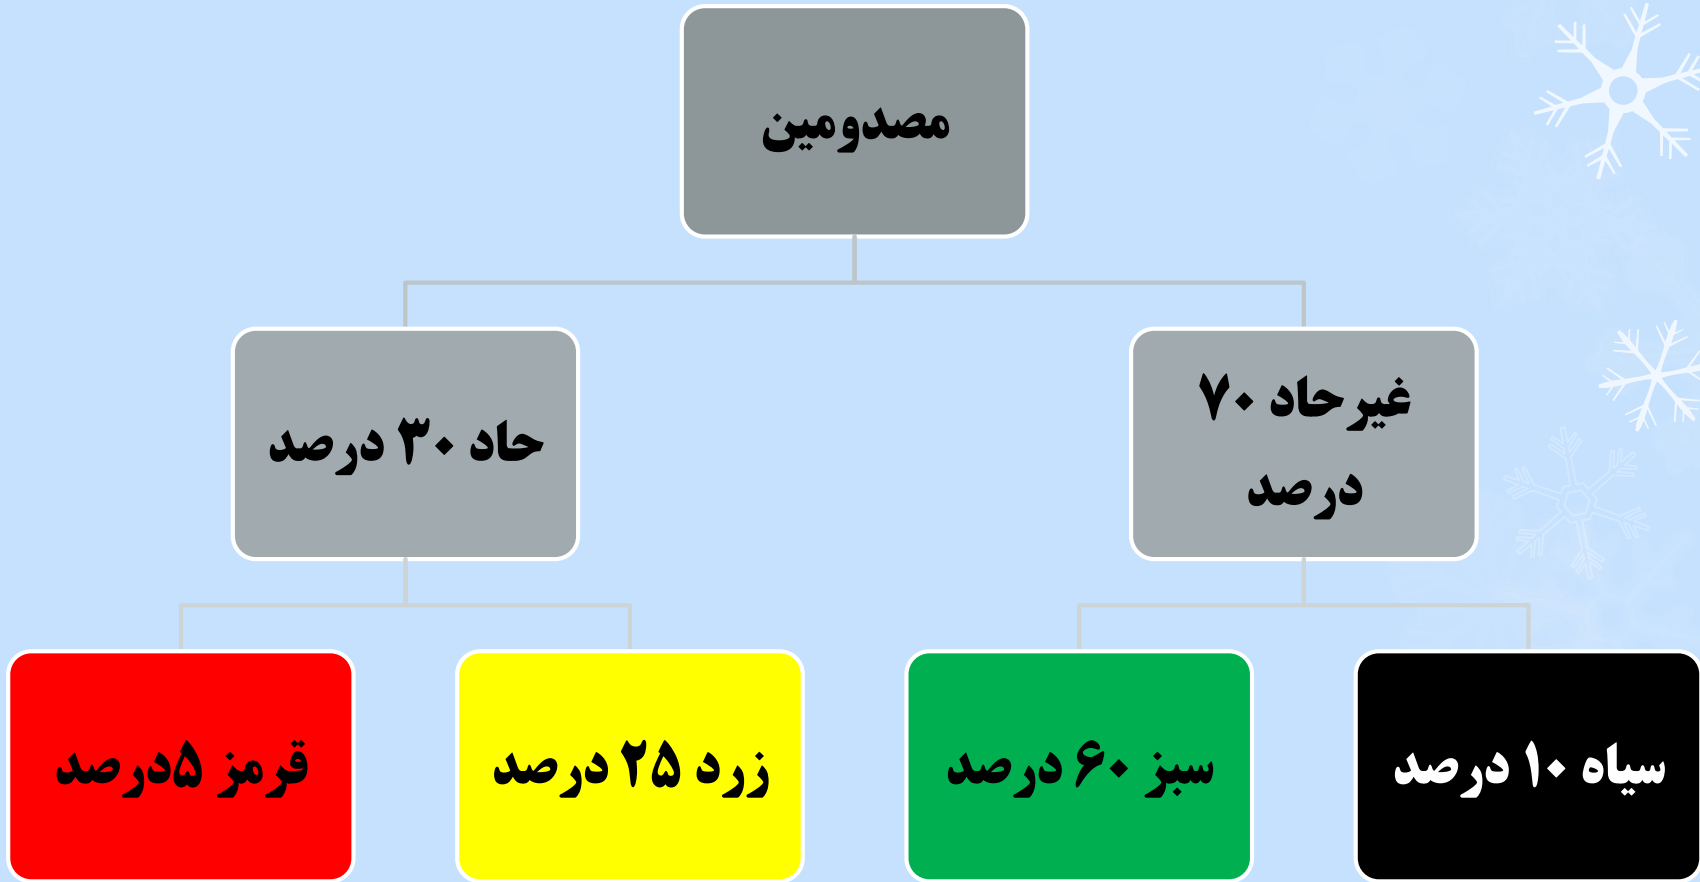 مصدومین
غیرحاد ۷۰
درصد
حاد ۳۰ درصد
سیاه ۱۰ درصد
سبز ۶۰ درصد
زرد ۲۵ درصد
قرمز ۵درصد